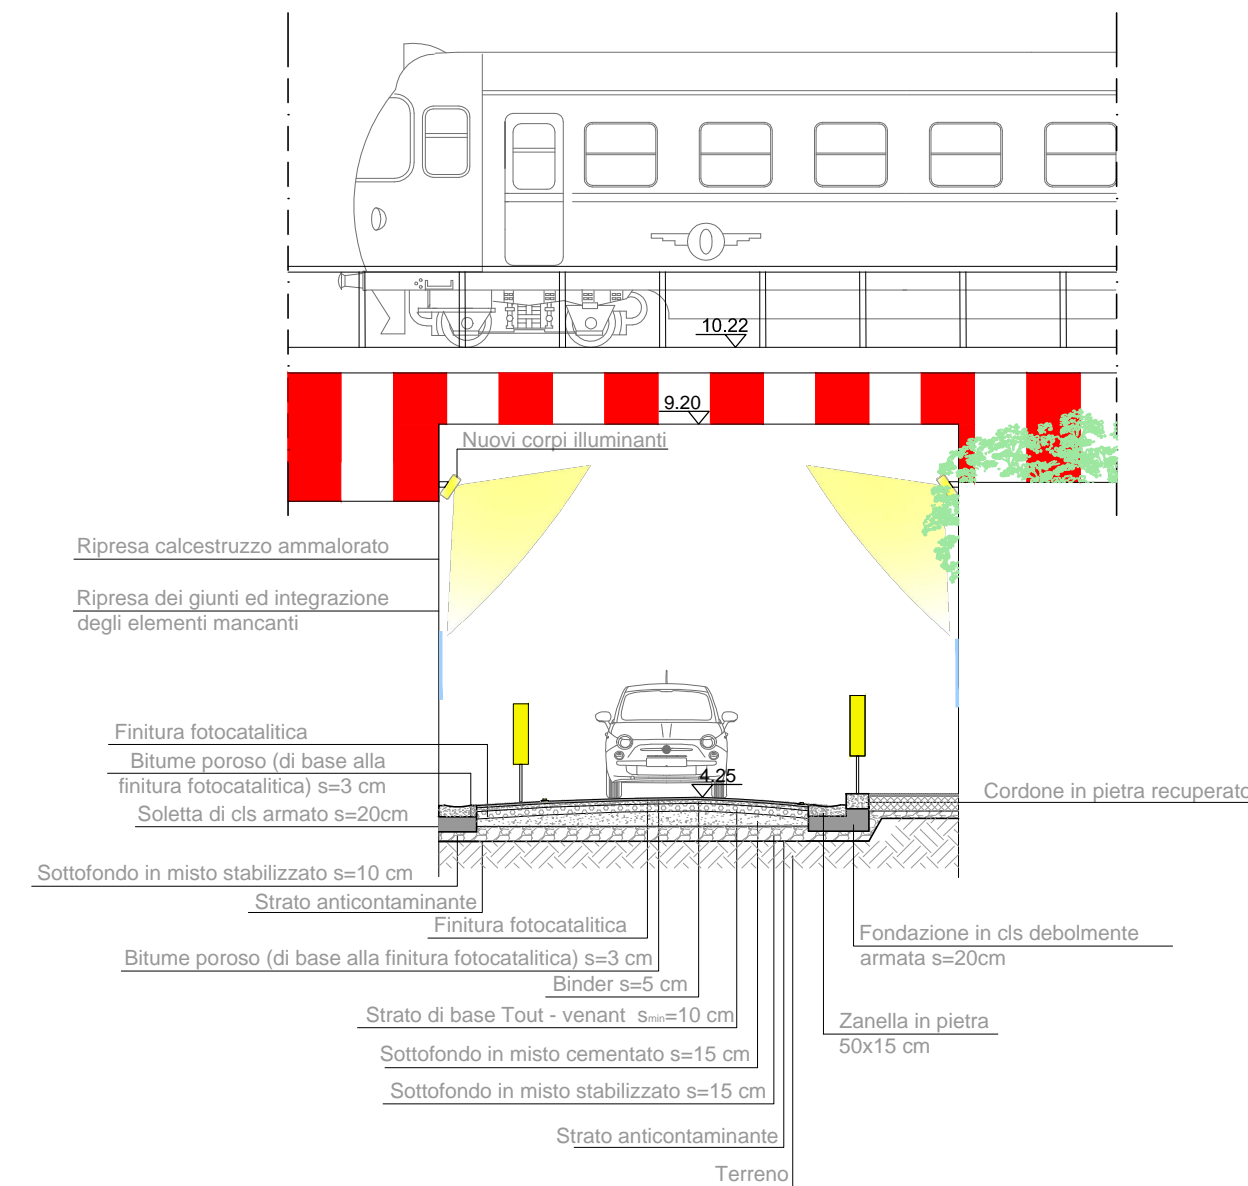 10.22
9.20
Nuovi corpi illuminanti
Ripresa calcestruzzo ammalorato
Ripresa dei giunti ed integrazione
degli elementi mancanti
Finitura fotocatalitica
Bitume poroso (di base alla
finitura fotocatalitica) s=3 cm
Soletta di cls armato s=20cm
4.25
Cordone in pietra recuperato
Sottofondo in misto stabilizzato s=10 cm
Strato anticontaminante
Finitura fotocatalitica
Bitume poroso (di base alla finitura fotocatalitica) s=3 cm
Binder s=5 cm
Strato di base Tout - venant smin=10 cm
Sottofondo in misto cementato s=15 cm
Sottofondo in misto stabilizzato s=15 cm
Strato anticontaminante
Terreno
Fondazione in cls debolmente
armata s=20cm
Zanella in pietra
50x15 cm